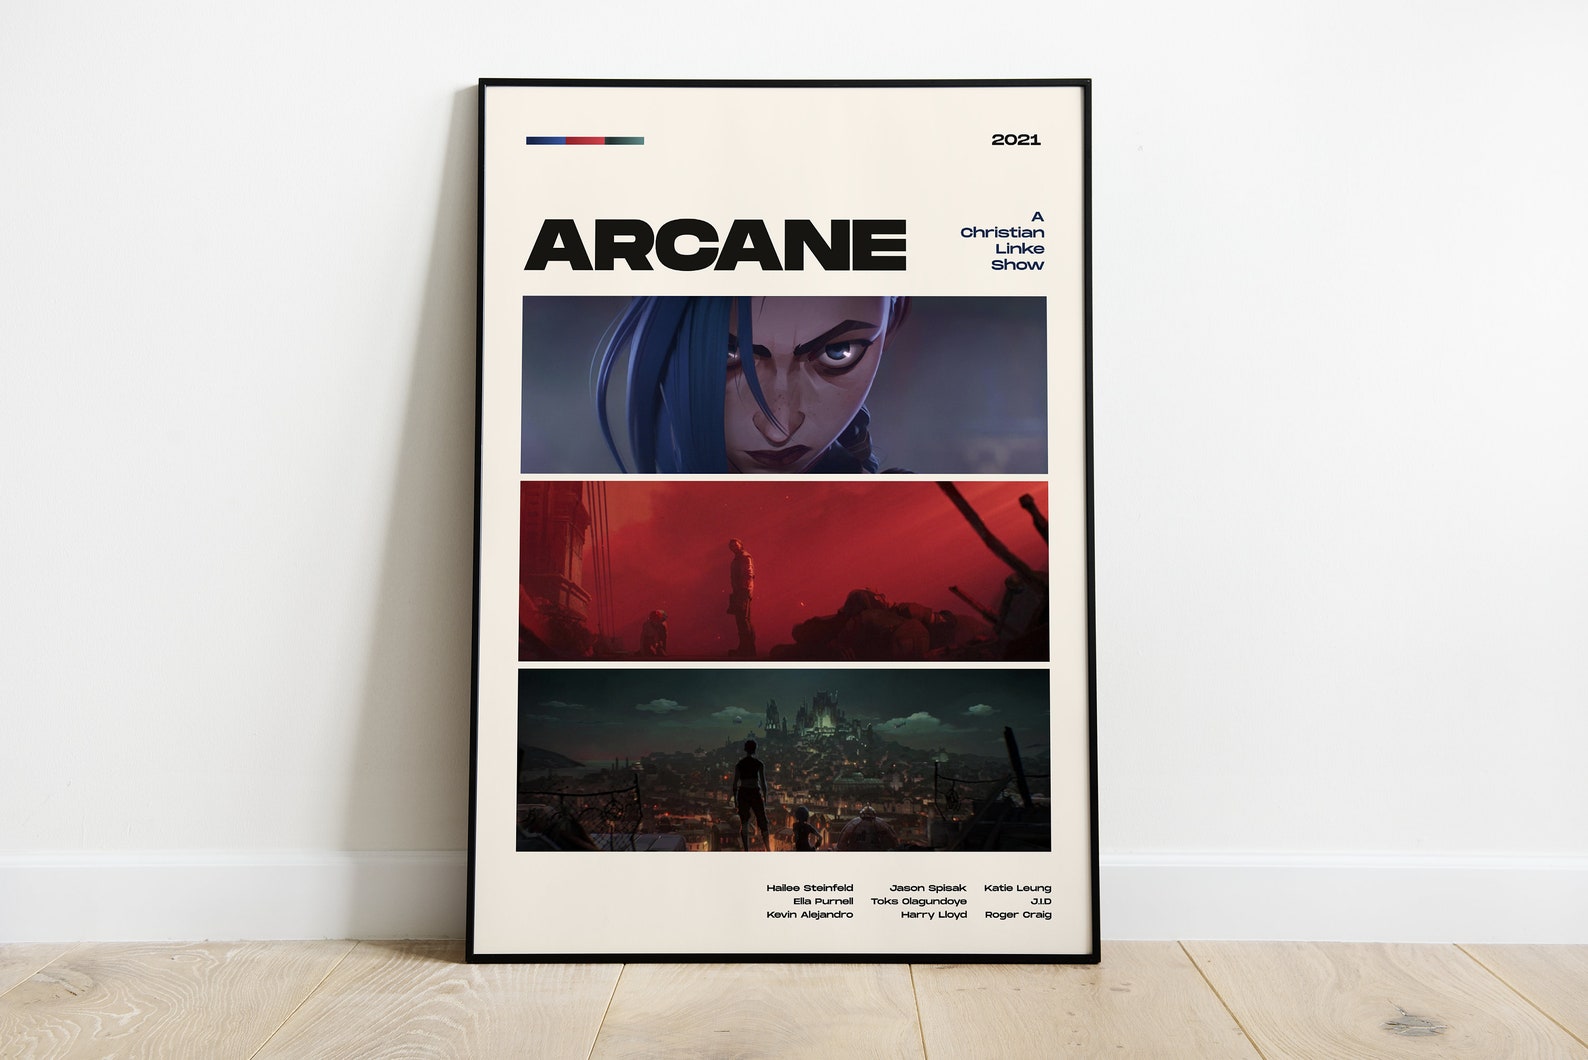 2021
ARCANE
A
Christian
Linke
Show
Hailee Steinfeld
Ella Purnell
Kevin Alejandro
Jason Spisak
Toks Olagundoye
Harry Lloyd
Katie Leung
J.I.D
Roger Craig